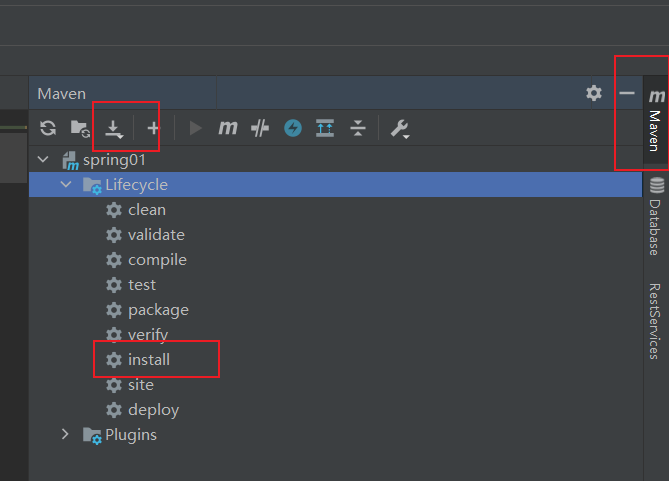 Maven
m
spring01
Lifecycle
clean
validate
compile
test
package
verify
install
site
deploy
Plugins
m
Maven
Database
RestServices